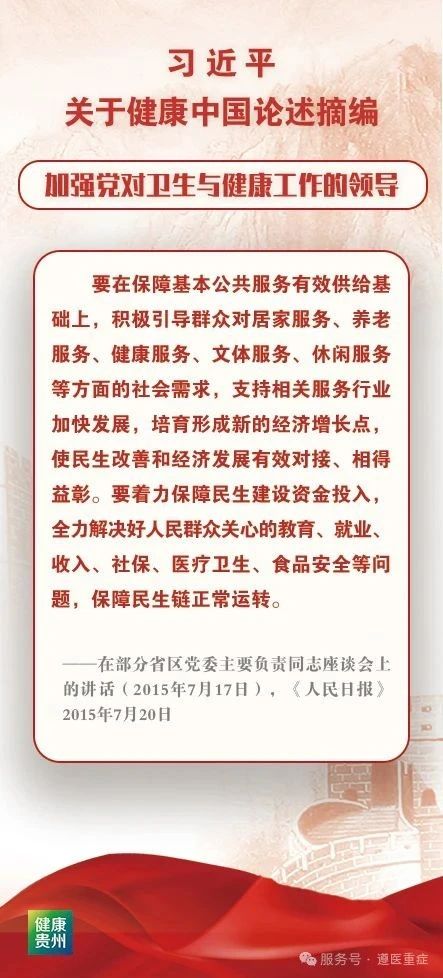 习近平
关于健康中国论述摘编
加强党对卫生与健康工作的领导
要在保障基本公共服务有效供给基
础上，积极引导群众对居家服务、养老
服务、健康服务、文体服务、休闲服务
等方面的社会需求，支持相关服务行业
加快发展，培育形成新的经济增长点，
使民生改善和经济发展有效对接、相得
益彰。要着力保障民生建设资金投入，
全力解决好人民群众关心的教育、就业、
收入、社保、医疗卫生、食品安全等问
题，保障民生链正常运转。
——在部分省区党委主要负责同志座谈会上
的讲话（2015年7月17日），《人民日报》
2015年7月20日
健康
贵州
服务号·遵医重症